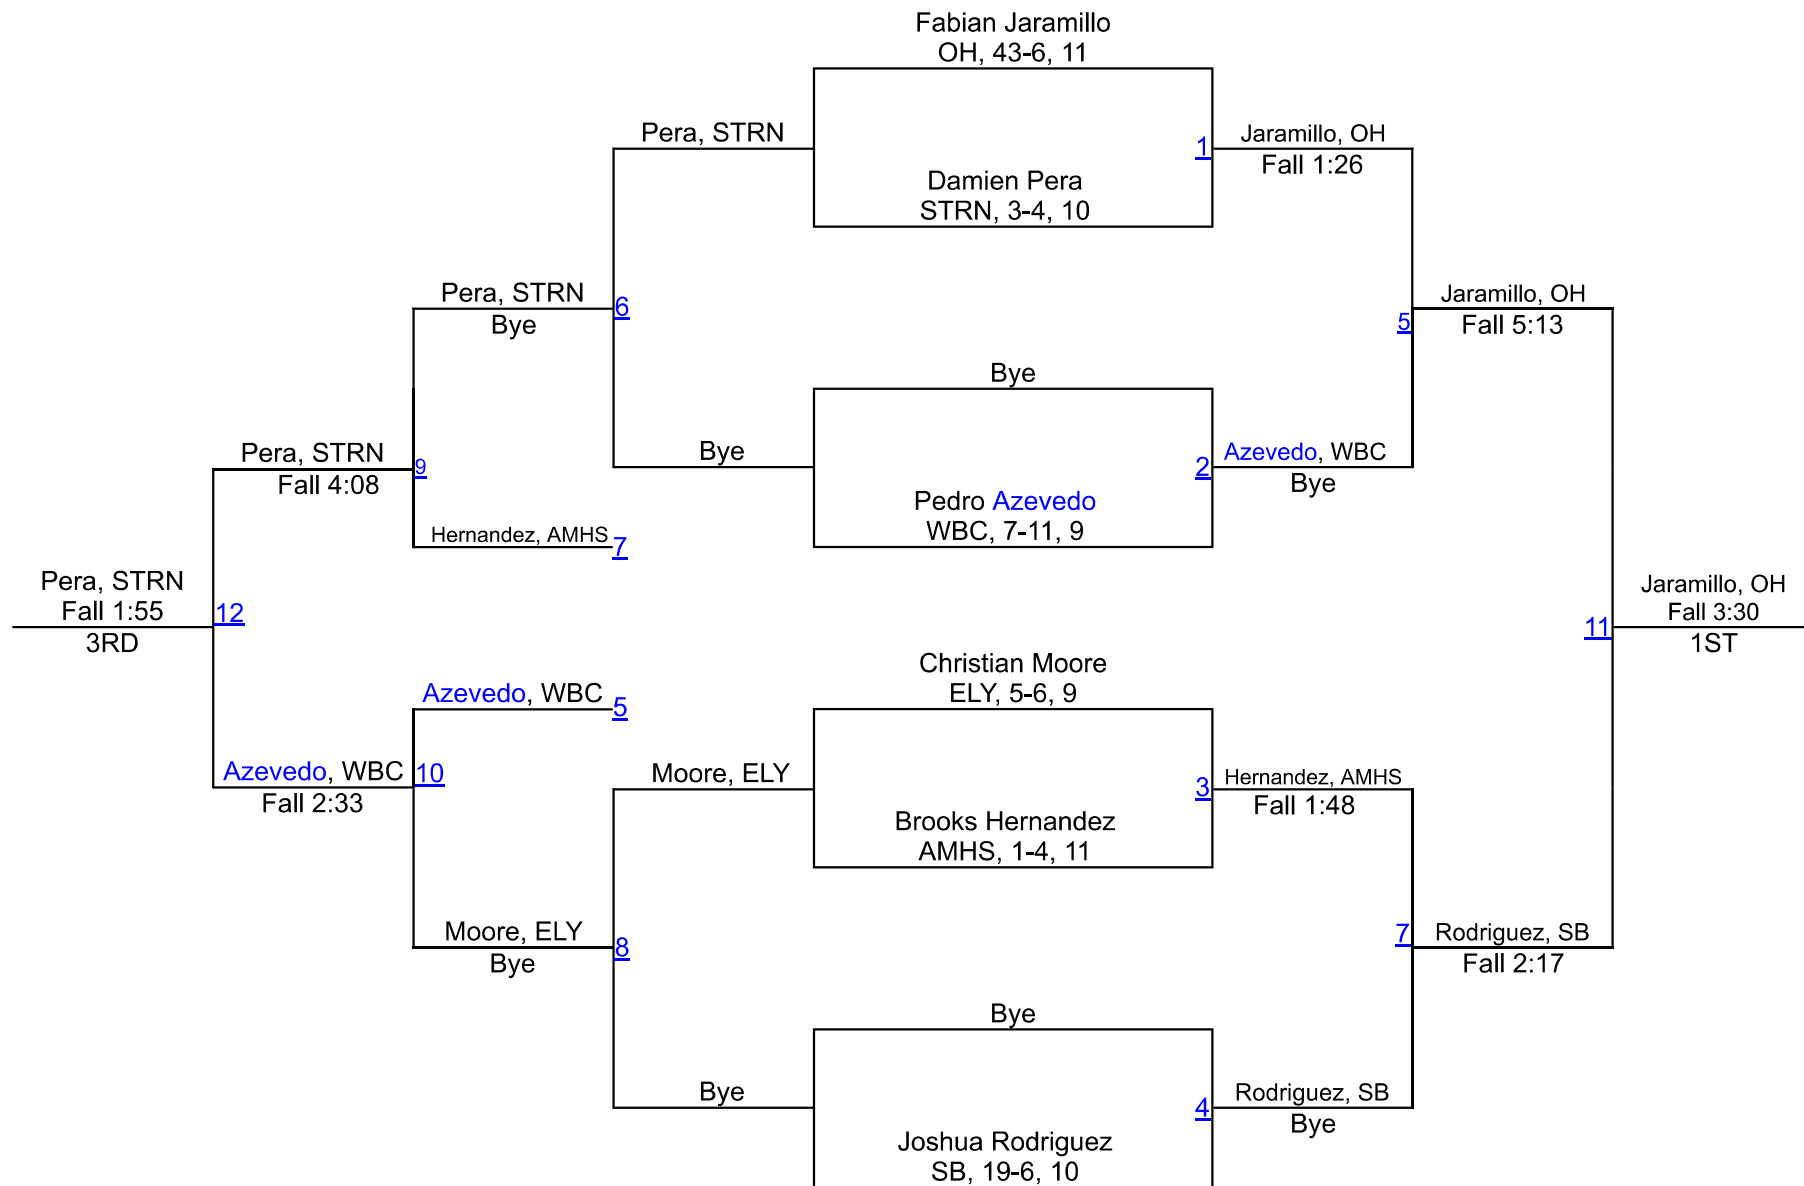 Fabian Jaramillo
OH, 43-6, 11
Pera, STRN
1
Jaramillo, OH
Fall 1:26
Damien Pera
STRN, 3-4, 10
Pera, STRN
Bye
6
5
Jaramillo, OH
Fall 5:13
Bye
Pera, STRN
Fall 4:08
9
Bye
2
Azevedo, WBC
Bye
Pedro Azevedo
WBC, 7-11, 9
Hernandez, AMHS
7
Pera, STRN
Fall 1:55
3RD
12
11
Jaramillo, OH
Fall 3:30
1ST
Christian Moore
ELY, 5-6, 9
Azevedo, WBC
5
Azevedo, WBC
Fall 2:33
10
Moore, ELY
3
Hernandez, AMHS
Fall 1:48
Brooks Hernandez
AMHS, 1-4, 11
Moore, ELY
Bye
8
7
Rodriguez, SB
Fall 2:17
Bye
Bye
4
Rodriguez, SB
Bye
Joshua Rodriguez
SB, 19-6, 10